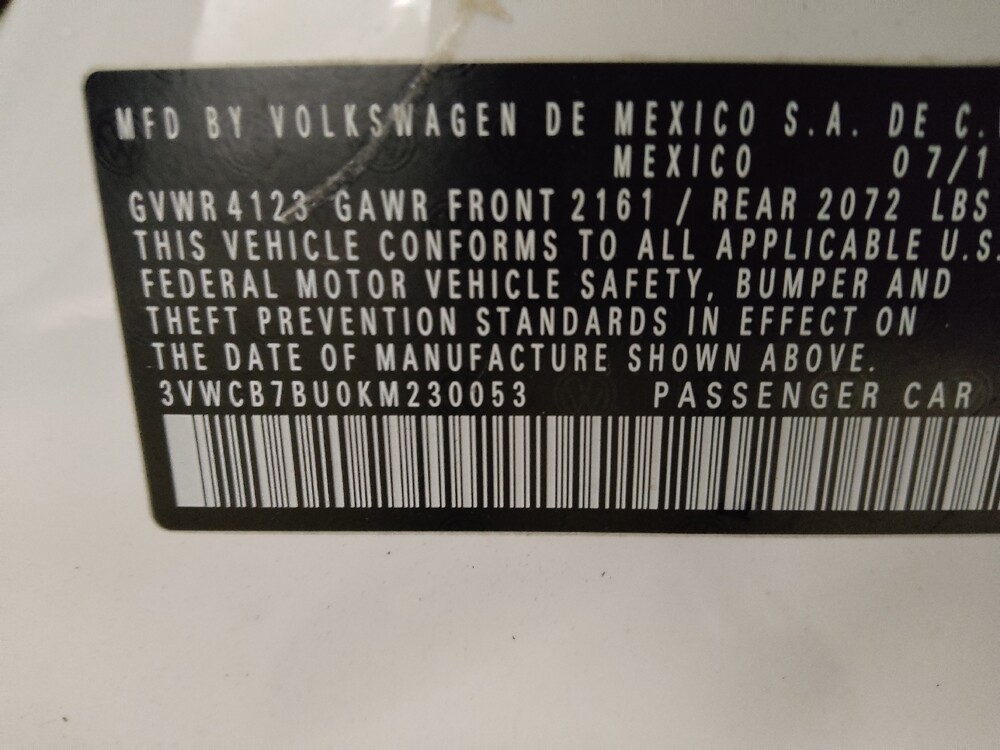 MFD BY VOLKSWAGEN DE MEXICO S.A. DE C.
MEXICO 07/1
GVWR 4123 GAWR FRONT 2161 / REAR 2072 LBS
THIS VEHICLE CONFORMS TO ALL APPLICABLE U.S.
FEDERAL MOTOR VEHICLE SAFETY, BUMPER AND
THEFT PREVENTION STANDARDS IN EFFECT ON
THE DATE OF MANUFACTURE SHOWN ABOVE.
3VWCB7BU0KM230053 PASSENGER CAR